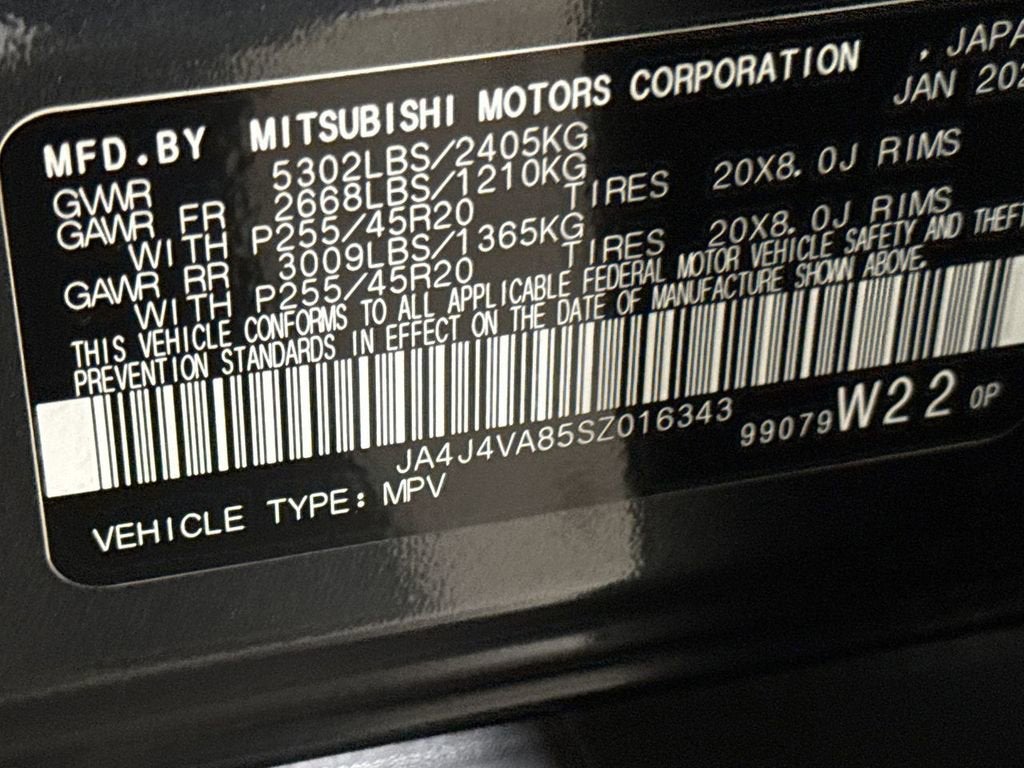 MFD.BY MITSUBISHI MOTORS CORPORATION , JAPA
GVWR 5302LBS/2405KG JAN 202
GAWR FR 2668LBS/1210KG
WITH P255/45R20 TIRES 20X8.0J RIMS
GAWR RR 3009LBS/1365KG
WITH P255/45R20 TIRES 20X8.0J RIMS
THIS VEHICLE CONFORMS TO ALL APPLICABLE FEDERAL MOTOR VEHICLE SAFETY AND THEFT
PREVENTION STANDARDS IN EFFECT ON THE DATE OF MANUFACTURE SHOWN ABOVE.
JA4J4VA85SZ016343 99079 W22 0P
VEHICLE TYPE: MPV